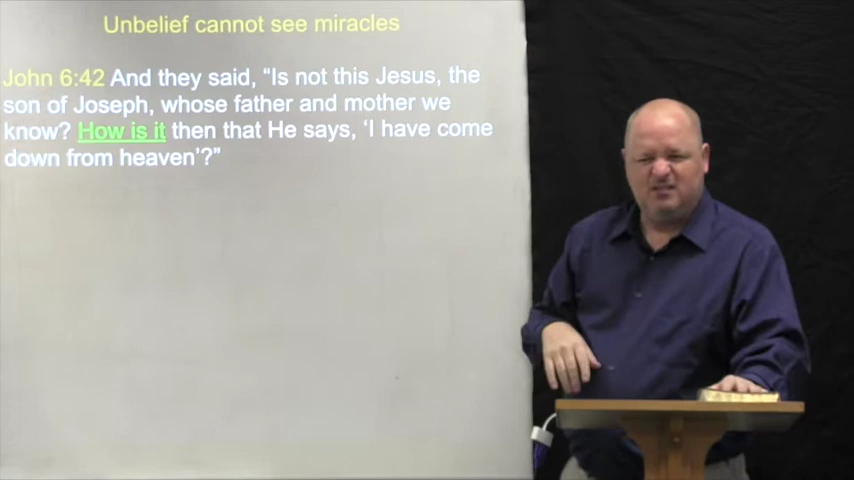 Unbelief cannot see miracles
John 6:42 And they said, “Is not this Jesus, the
son of Joseph, whose father and mother we
know? How is it then that He says, ‘I have come
down from heaven’?”